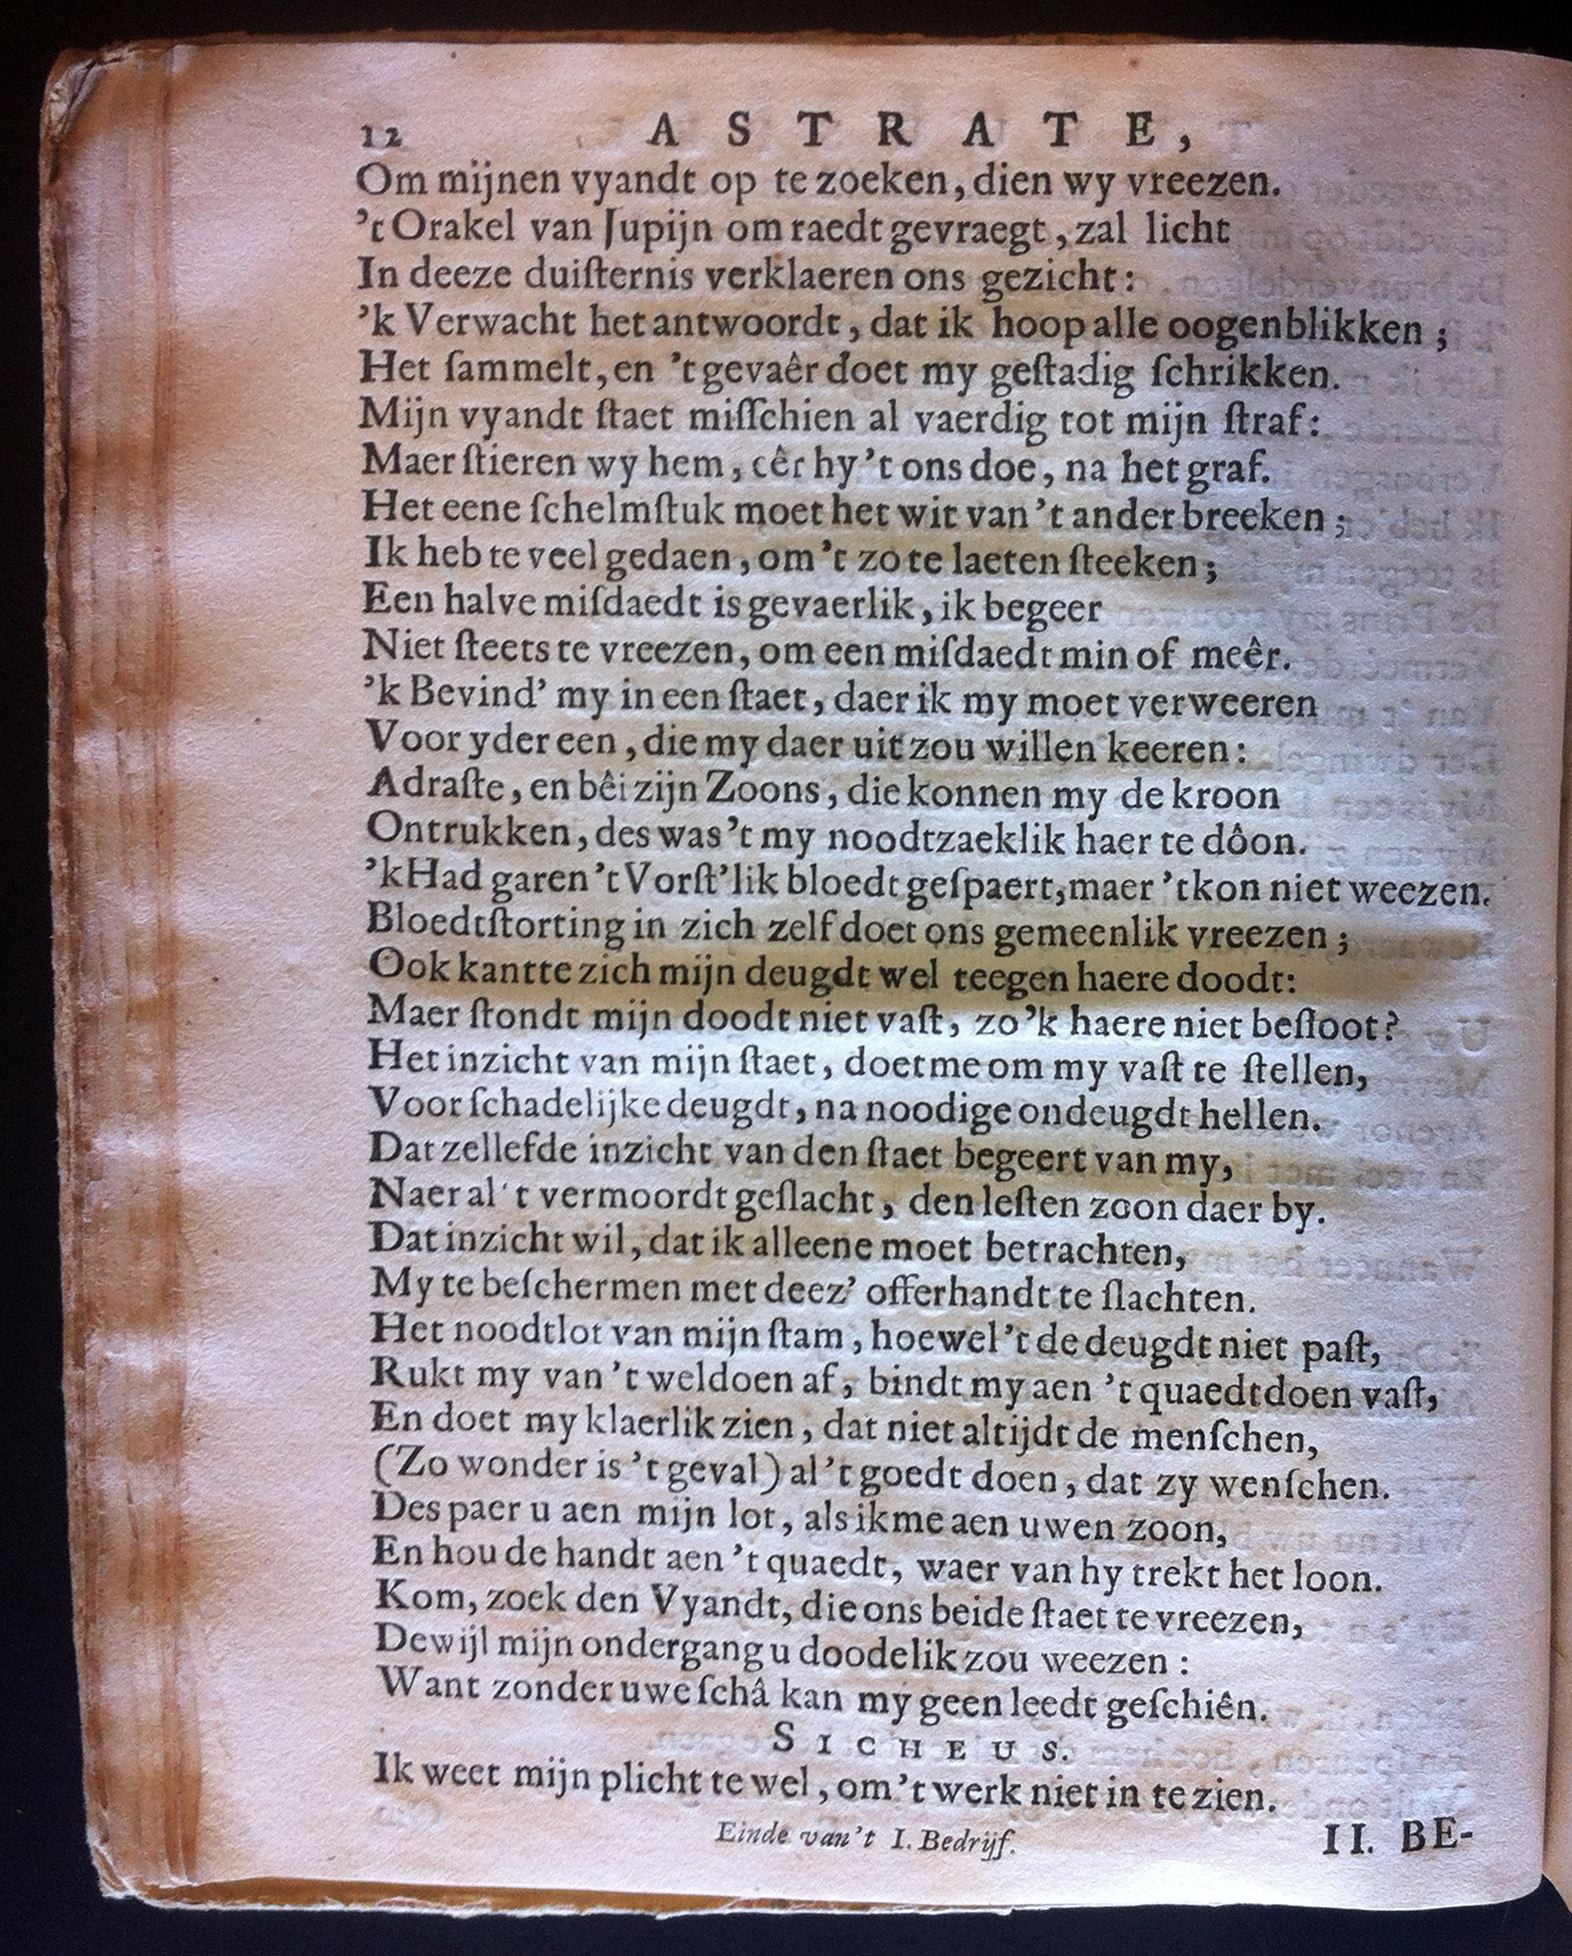 12 ASTRATE,
Om mijnen vyandt op te zoeken, dien wy vreezen.
’t Orakel van Jupijn om raedt gevraegt, zal licht
In deeze duiſternis verklaeren ons gezicht:
’k Verwacht het antwoordt, dat ik hoop alle oogenblikken;
Het ſammelt, en ’t gevaêr doet my geſtadig ſchrikken.
Mijn vyandt ſtaet miſſchien al vaerdig tot mijn ſtraf:
Maer ſtieren wy hem, eêr hy ’t ons doe, na het graf.
Het eene ſchelmſtuk moet het wit van ’t ander breeken;
Ik heb te veel gedaen, om ’t zo te laeten ſteeken;
Een halve miſdaedt is gevaerlik, ik begeer
Niet ſteets te vreezen, om een miſdaedt min of meêr.
’k Bevind’ my in een ſtaet, daer ik my moet verweeren
Voor yder een, die my daer uit zou willen keeren:
Adraſte, en bêi zijn Zoons, die konnen my de kroon
Ontrukken, des was ’t my noodtzaeklik haer te dôon.
’k Had garen ’t Vorſt’lik bloedt geſpaert, maer ’t kon niet weezen.
Bloedtſtorting in zich zelf doet ons gemeenlik vreezen;
Ook kantte zich mijn deugdt wel teegen haere doodt:
Maer ſtondt mijn doodt niet vaſt, zo ’k haere niet beſloot?
Het inzicht van mijn ſtaet, doet me om my vaſt te ſtellen,
Voor ſchadelijke deugdt, na noodige ondeugdt hellen.
Dat zellefde inzicht van den ſtaet begeert van my,
Naer al ’t vermoordt geſlacht, den leſten zoon daer by.
Dat inzicht wil, dat ik alleene moet betrachten,
My te beſchermen met deez’ offerhandt te ſlachten.
Het noodtlot van mijn ſtam, hoewel ’t de deugdt niet paſt,
Rukt my van ’t weldoen af, bindt my aen ’t quaedtdoen vaſt,
En doet my klaerlik zien, dat niet altijdt de menſchen,
(Zo wonder is ’t geval) al ’t goedt doen, dat zy wenſchen.
Des paer u aen mijn lot, als ik me aen uwen zoon,
En hou de handt aen ’t quaedt, waer van hy trekt het loon.
Kom, zoek den Vyandt, die ons beide ſtaet te vreezen,
Dewijl mijn ondergang u doodelik zou weezen:
Want zonder uwe ſchâ kan my geen leedt geſchiên.
SICHEUS.
Ik weet mijn plicht te wel, om ’t werk niet in te zien.
Einde van’t I. Bedrijf.
II. BE-